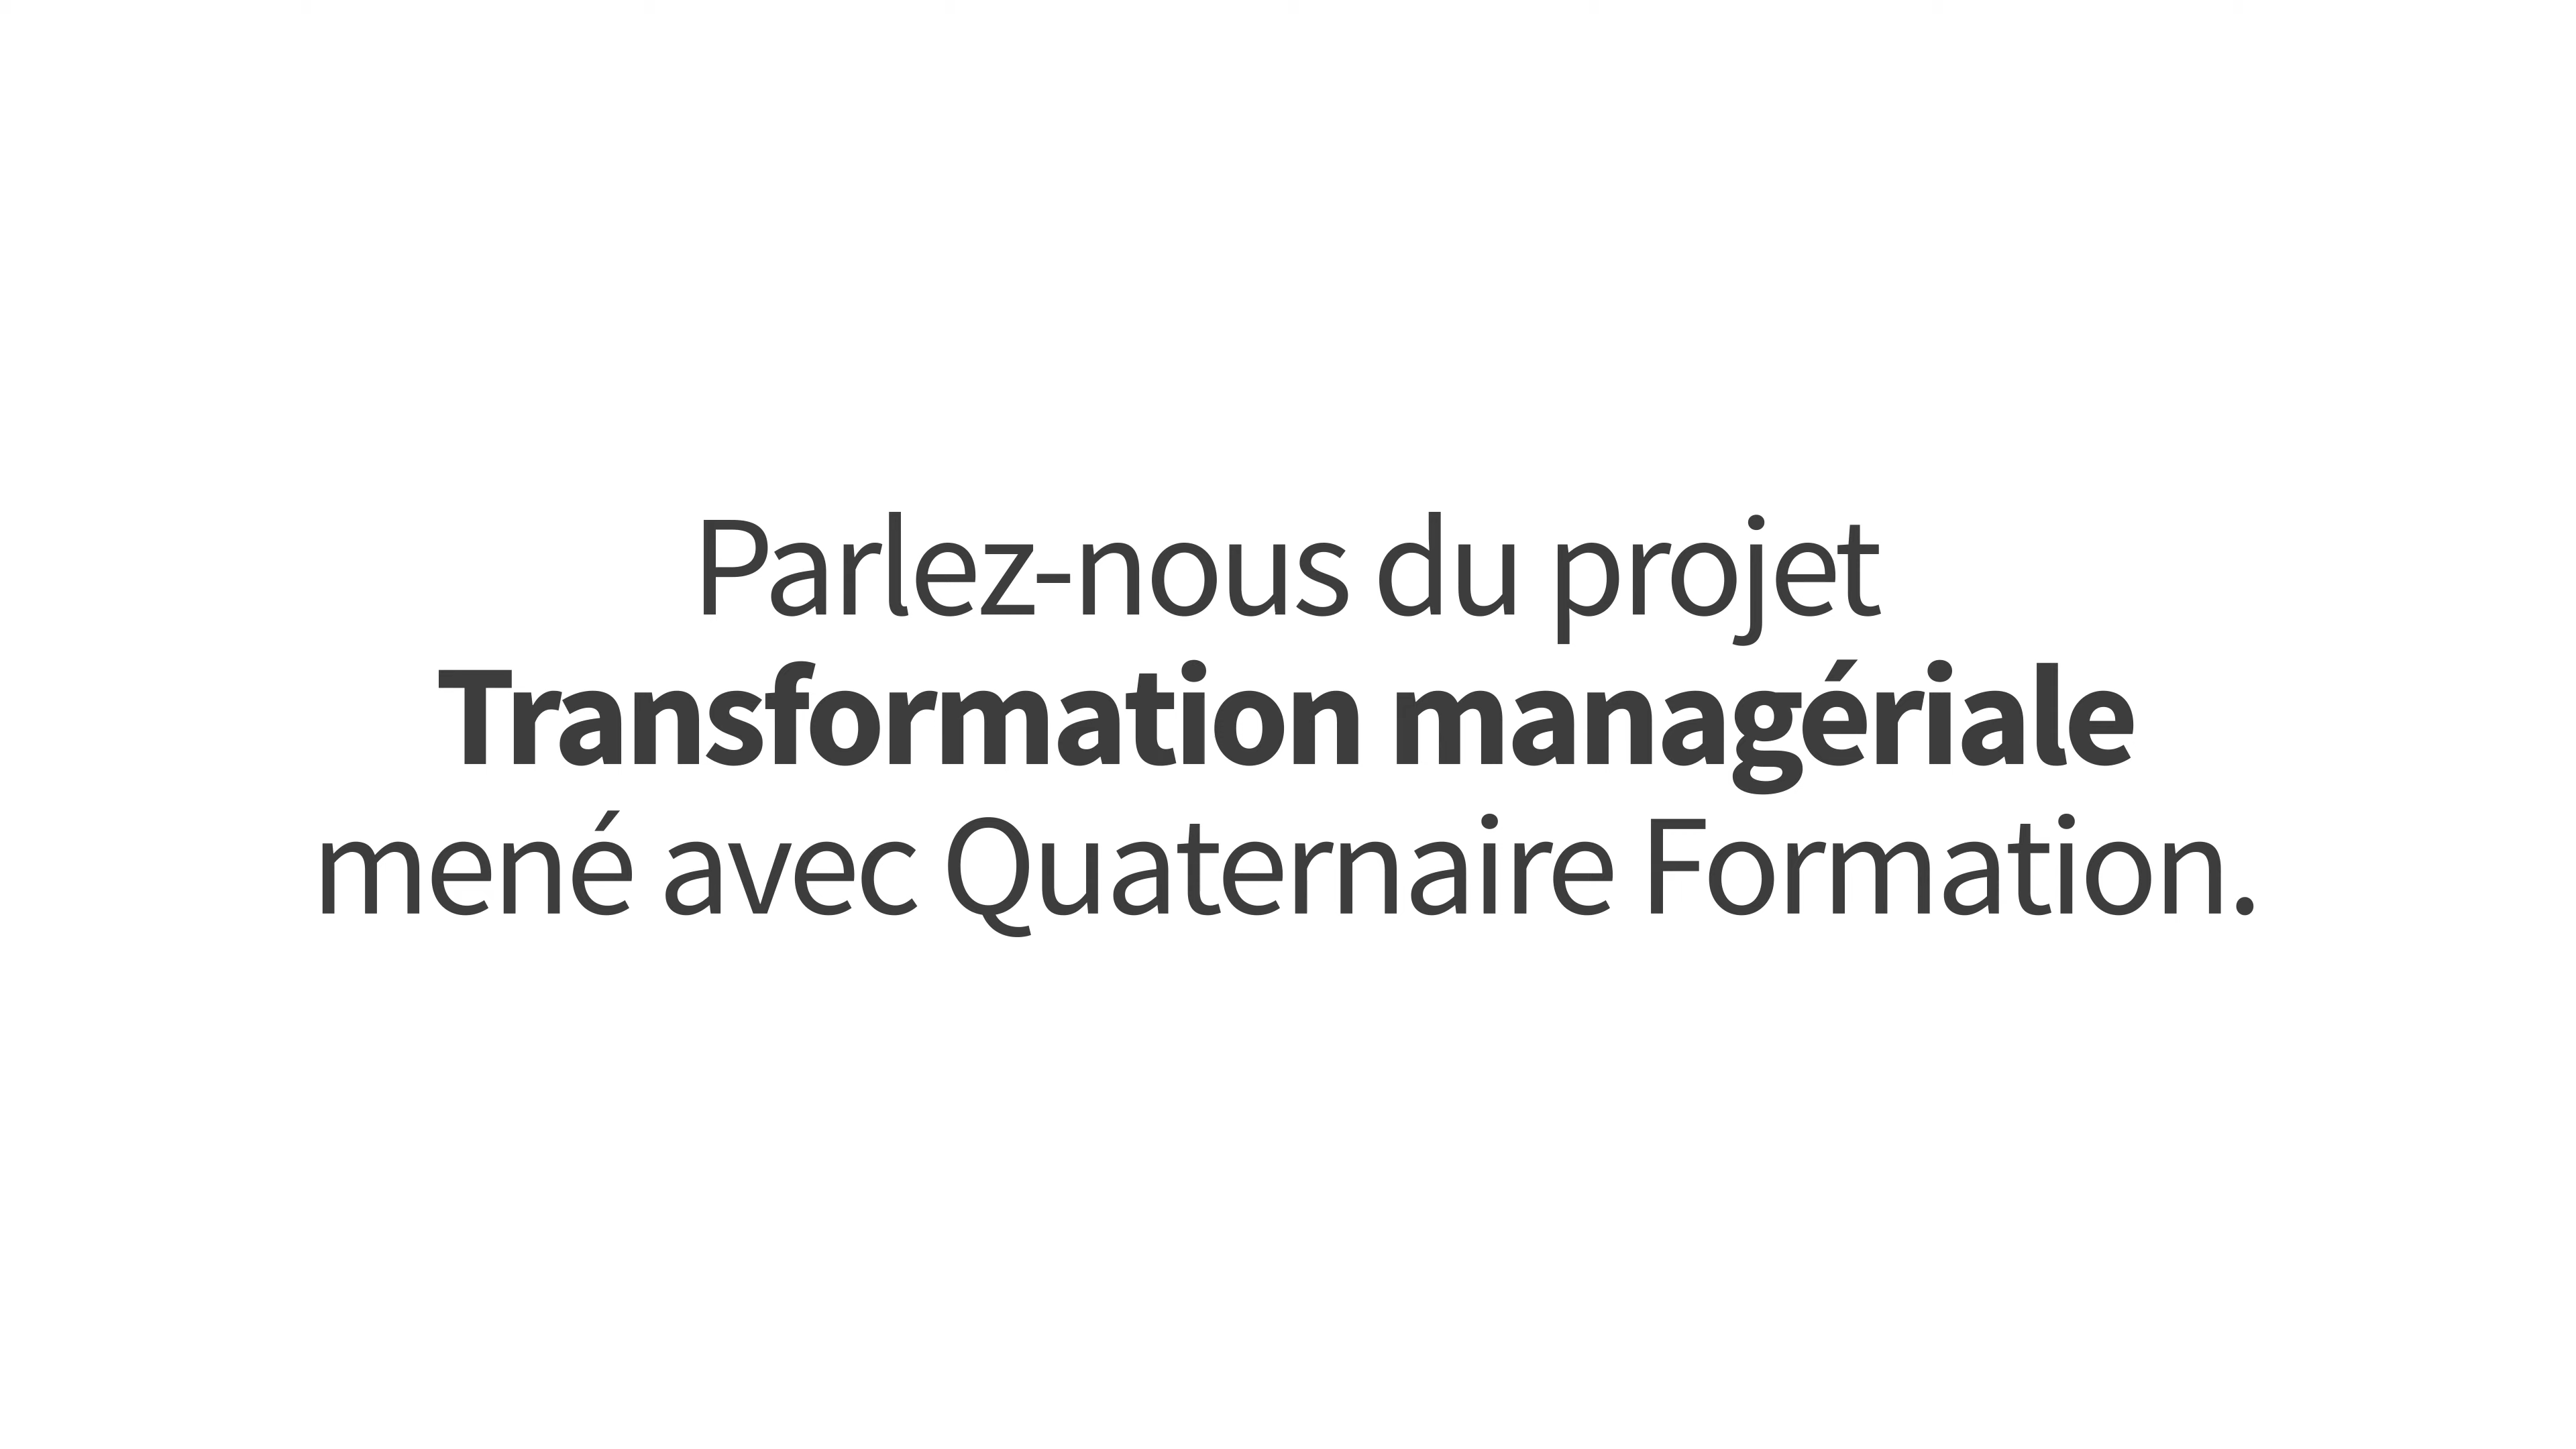 Parlez-nous du projet
Transformation managériale
mené avec Quaternaire Formation.